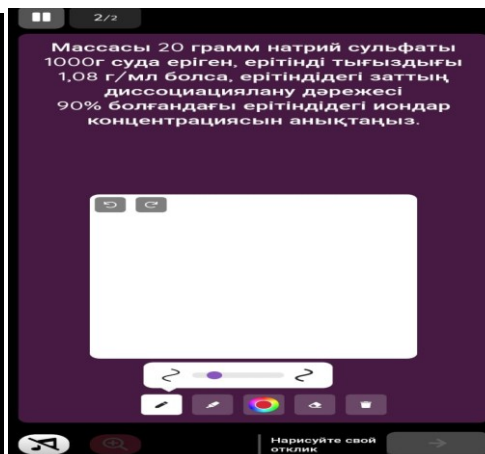 2/2
Массасы 20 грамм натрий сульфаты
1000г суда еріген, ерітінді тығыздығы
1,08 г/мл болса, ерітіндідегі заттың
диссоциациялану дәрежесі
90% болғандағы ерітіндідегі иондар
концентрациясын анықтаңыз.
Нарисуйте свой
отклик